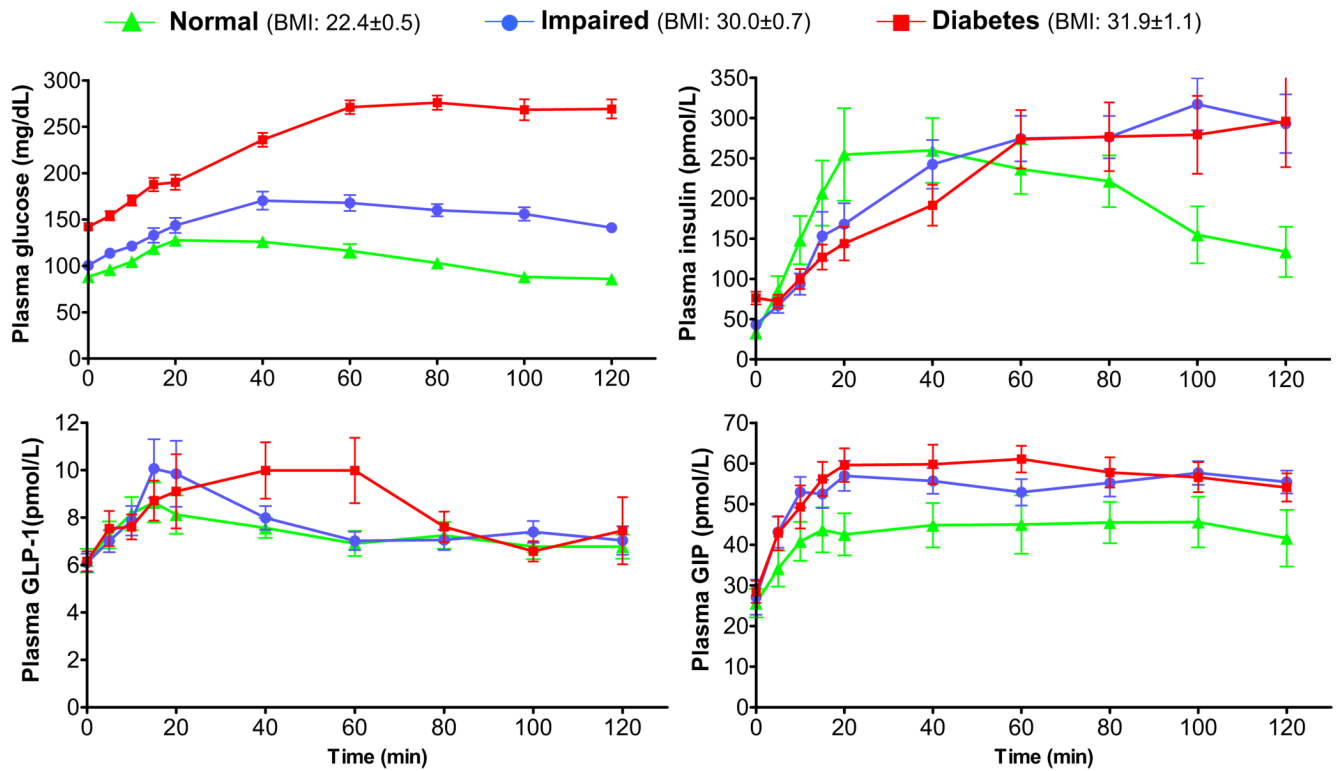 Normal (BMI: 22.4±0.5) Impaired (BMI: 30.0±0.7) Diabetes (BMI: 31.9±1.1)
Plasma glucose (mg/dL)
300
250
200
150
100
50
0
0 20 40 60 80 100 120
Plasma insulin (pmol/L)
350
300
250
200
150
100
50
0
0 20 40 60 80 100 120
Plasma GLP-1(pmol/L)
12
10
8
6
4
2
0
0 20 40 60 80 100 120
Time (min)
Plasma GIP (pmol/L)
70
60
50
40
30
20
10
0
0 20 40 60 80 100 120
Time (min)